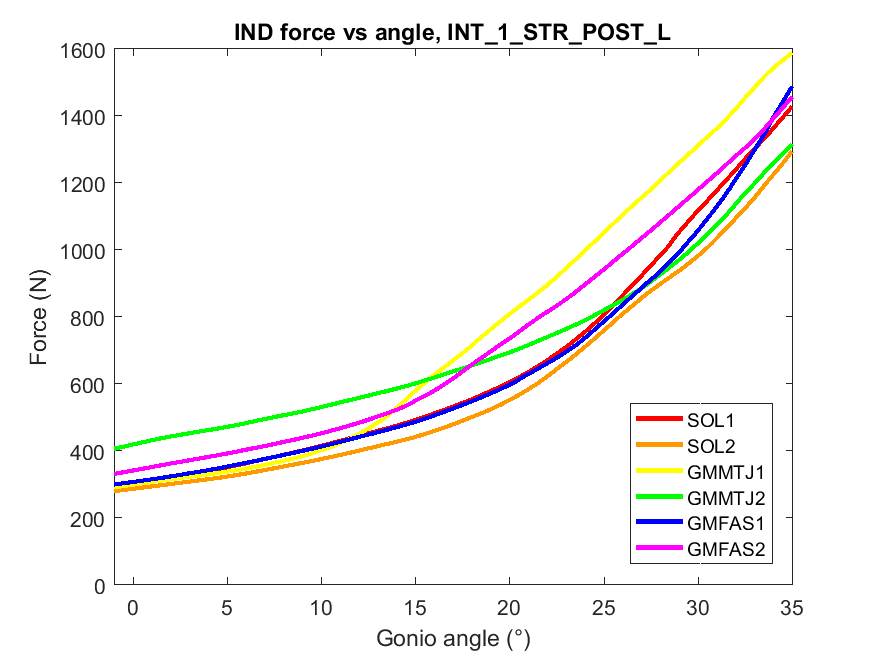 IND force vs angle, INT_1_STR_POST_L
1600
1400
1200
1000
800
600
400
200
0
Force (N)
0 5 10 15 20 25 30 35
Gonio angle (°)
SOL1
SOL2
GMMTJ1
GMMTJ2
GMFAS1
GMFAS2